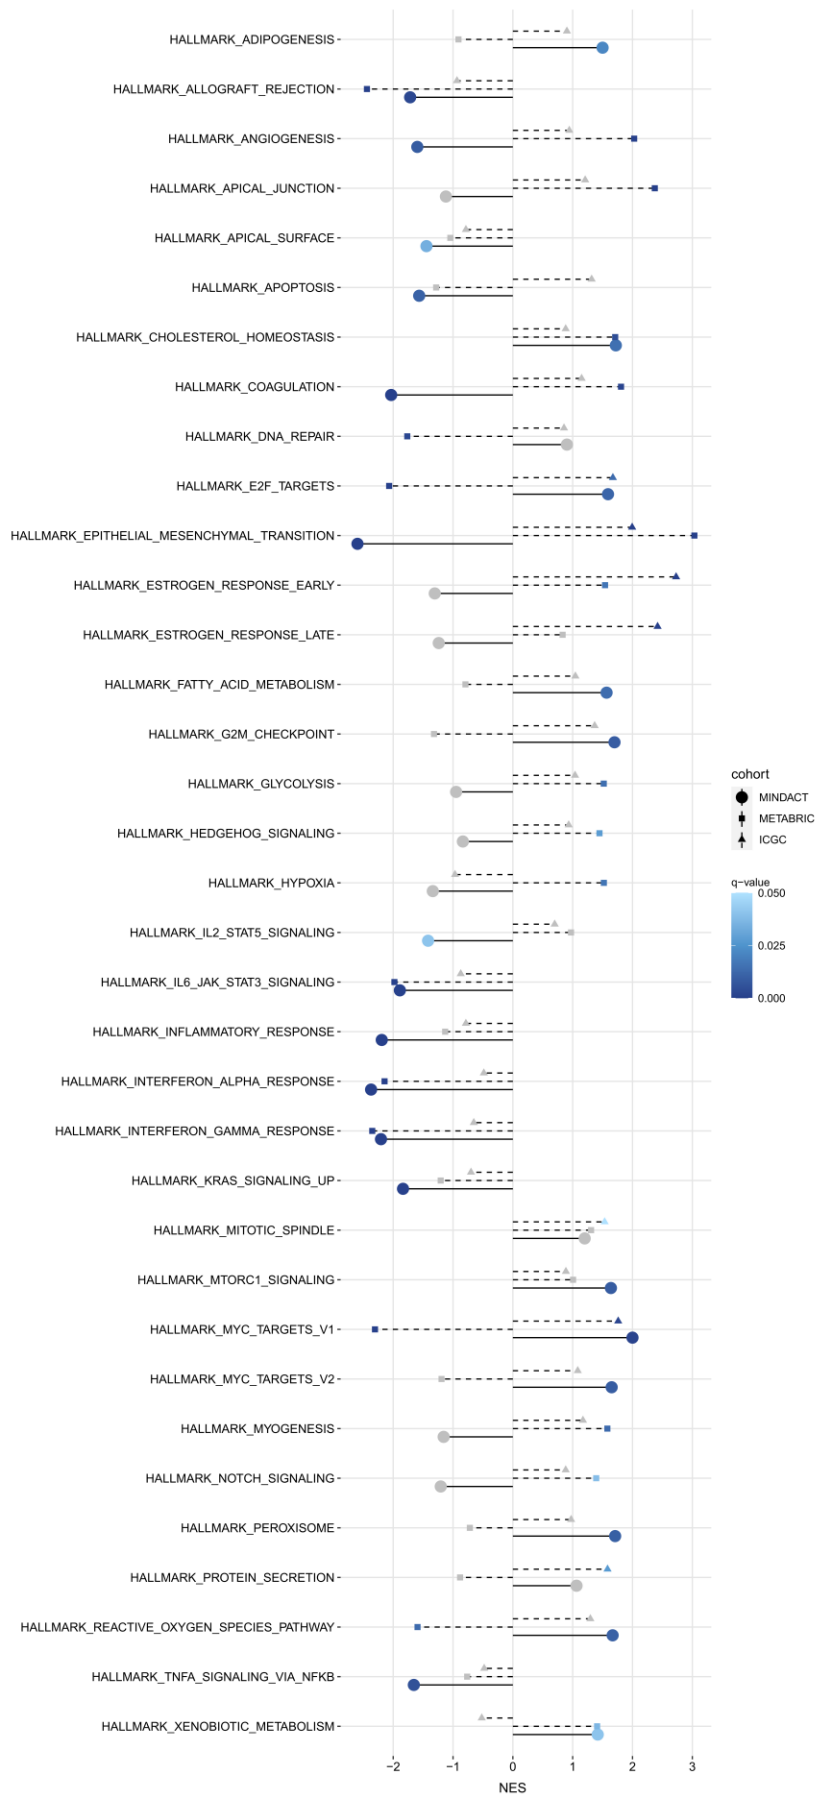 HALLMARK_ADIPOGENESIS
HALLMARK_ALLOGRAFT_REJECTION
HALLMARK_ANGIOGENESIS
HALLMARK_APICAL_JUNCTION
HALLMARK_APICAL_SURFACE
HALLMARK_APOPTOSIS
HALLMARK_CHOLESTEROL_HOMEOSTASIS
HALLMARK_COAGULATION
HALLMARK_DNA_REPAIR
HALLMARK_E2F_TARGETS
HALLMARK_EPITHELIAL_MESENCHYMAL_TRANSITION
HALLMARK_ESTROGEN_RESPONSE_EARLY
HALLMARK_ESTROGEN_RESPONSE_LATE
HALLMARK_FATTY_ACID_METABOLISM
HALLMARK_G2M_CHECKPOINT
HALLMARK_GLYCOLYSIS
HALLMARK_HEDGEHOG_SIGNALING
HALLMARK_HYPOXIA
HALLMARK_IL2_STAT5_SIGNALING
HALLMARK_IL6_JAK_STAT3_SIGNALING
HALLMARK_INFLAMMATORY_RESPONSE
HALLMARK_INTERFERON_ALPHA_RESPONSE
HALLMARK_INTERFERON_GAMMA_RESPONSE
HALLMARK_KRAS_SIGNALING_UP
HALLMARK_MITOTIC_SPINDLE
HALLMARK_MTORC1_SIGNALING
HALLMARK_MYC_TARGETS_V1
HALLMARK_MYC_TARGETS_V2
HALLMARK_MYOGENESIS
HALLMARK_NOTCH_SIGNALING
HALLMARK_PEROXISOME
HALLMARK_PROTEIN_SECRETION
HALLMARK_REACTIVE_OXYGEN_SPECIES_PATHWAY
HALLMARK_TNFA_SIGNALING_VIA_NFKB
HALLMARK_XENOBIOTIC_METABOLISM
−2 −1 0 1 2 3
NES
cohort
MINDACT
METABRIC
ICGC
q−value
0.050
0.025
0.000